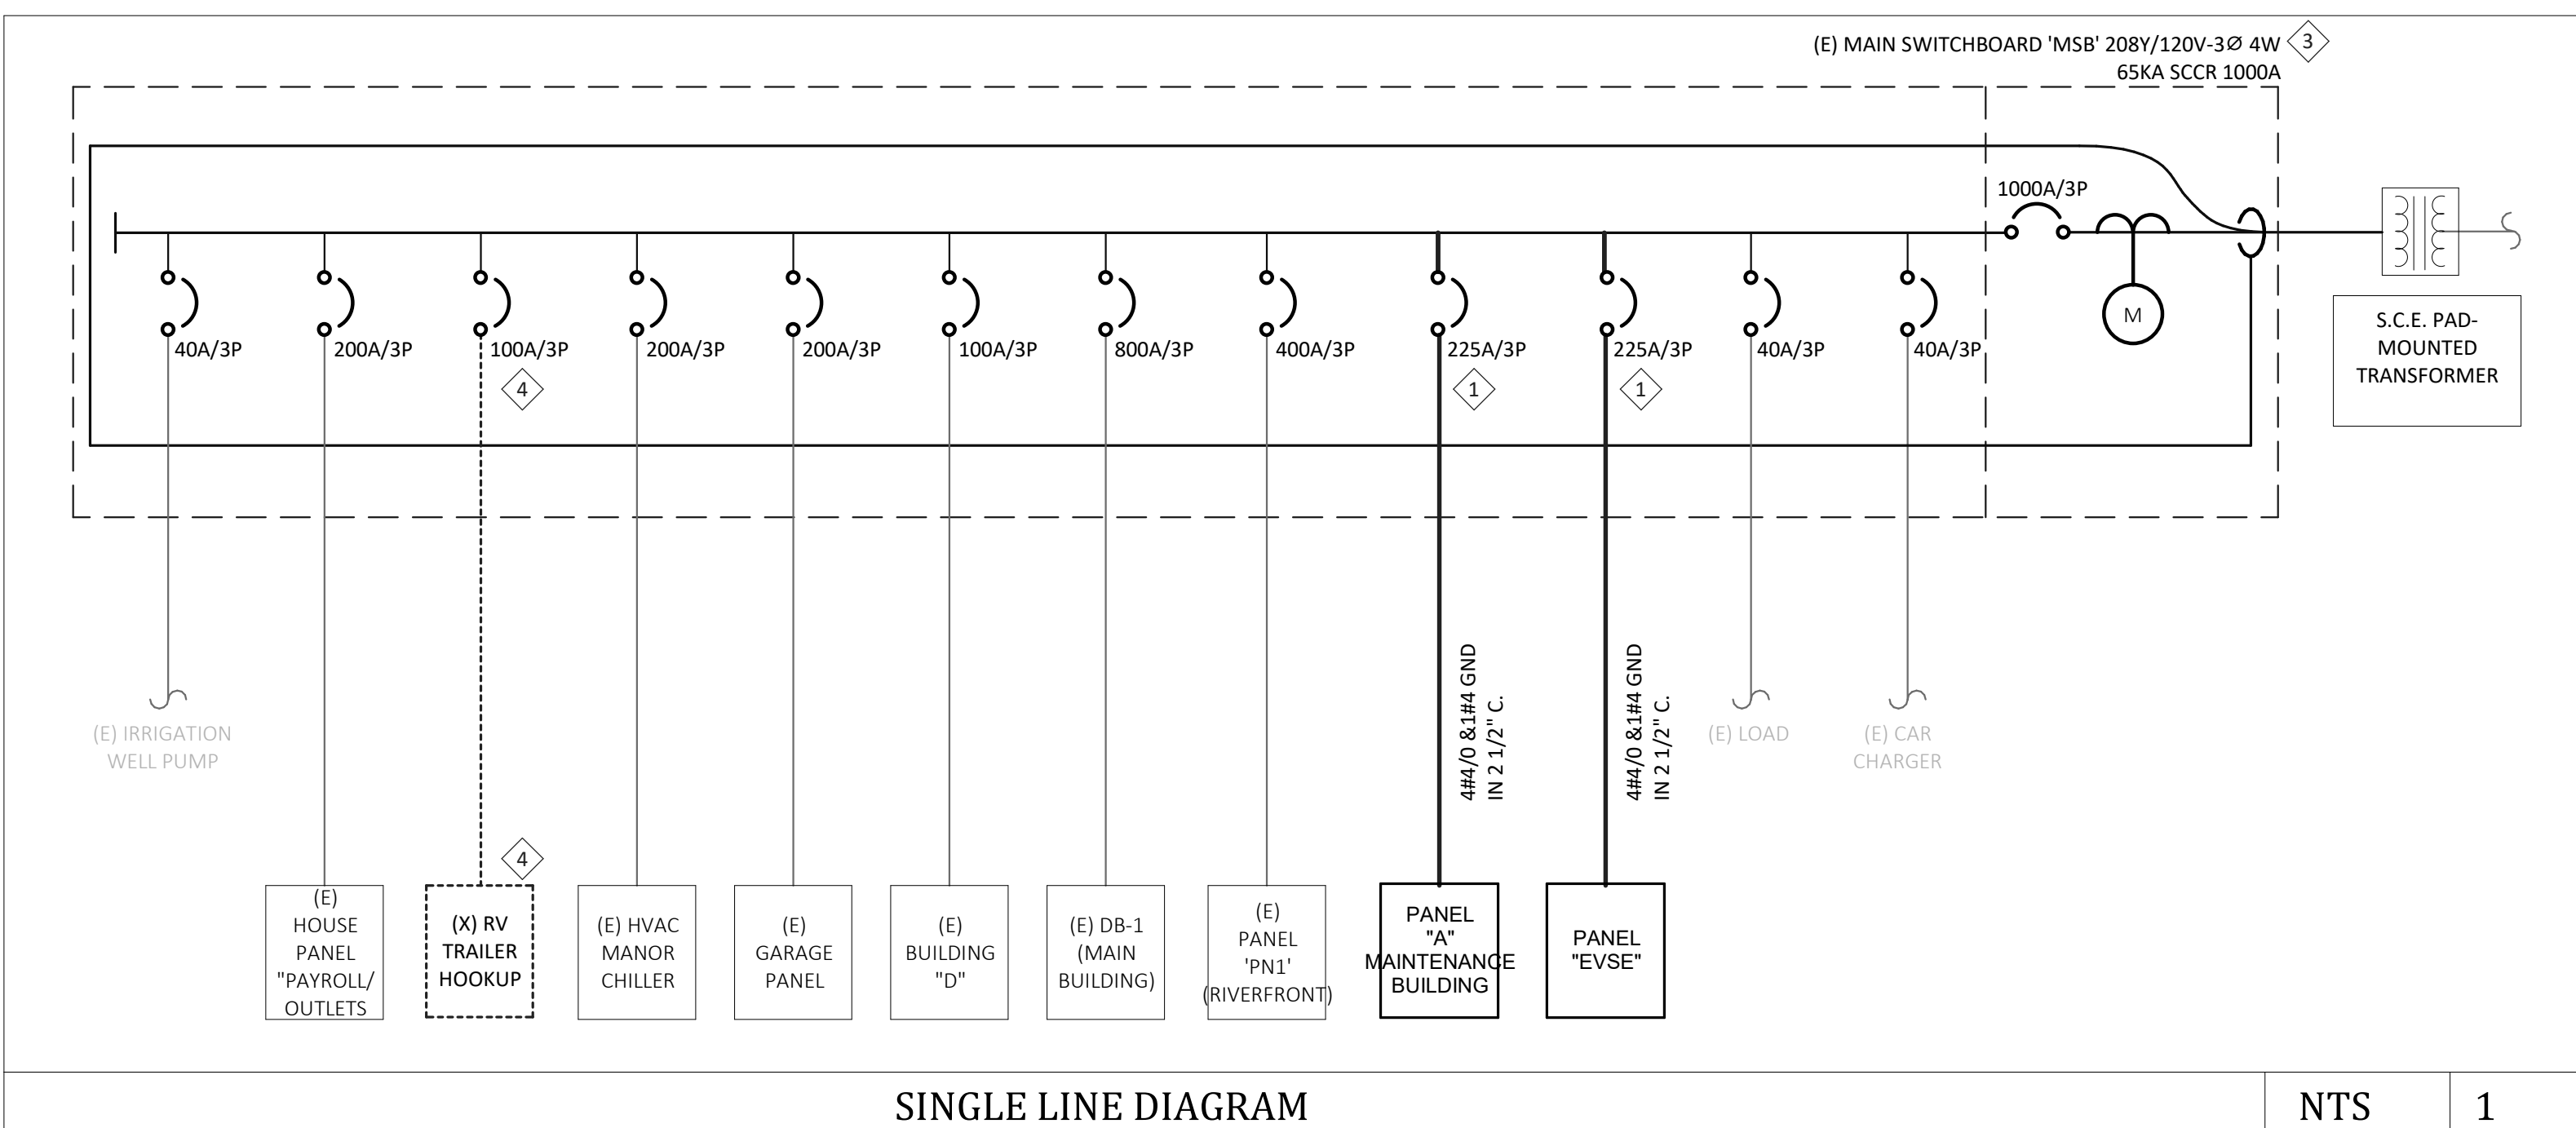 (E) MAIN SWITCHBOARD 'MSB' 208Y/120V-3∅ 4W
3
65KA SCCR 1000A
1000A/3P
M
S.C.E. PAD-
MOUNTED
TRANSFORMER
40A/3P
200A/3P
100A/3P
4
200A/3P
200A/3P
100A/3P
800A/3P
400A/3P
225A/3P
1
225A/3P
1
40A/3P
40A/3P
4#4/0 &1#4 GND
IN 2 1/2" C.
4#4/0 &1#4 GND
IN 2 1/2" C.
(E) IRRIGATION
WELL PUMP
(E) LOAD
(E) CAR
CHARGER
4
(E)
HOUSE
PANEL
"PAYROLL/
OUTLETS
(X) RV
TRAILER
HOOKUP
(E) HVAC
MANOR
CHILLER
(E)
GARAGE
PANEL
(E)
BUILDING
"D"
(E) DB-1
(MAIN
BUILDING)
(E)
PANEL
'PN1'
(RIVERFRONT)
PANEL
"A"
MAINTENANCE
BUILDING
PANEL
"EVSE"
SINGLE LINE DIAGRAM
NTS
1